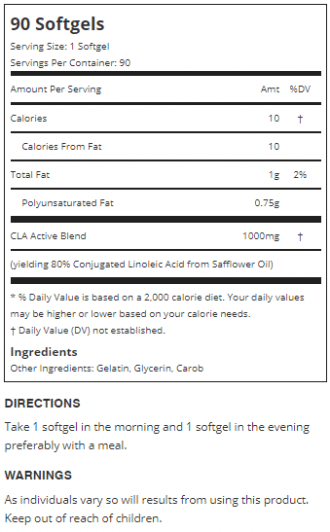 90 Softgels
Serving Size: 1 Softgel
Servings Per Container: 90
Amount Per Serving Amt %DV
Calories 10 †
Calories From Fat 10
Total Fat 1g 2%
Polyunsaturated Fat 0.75g
CLA Active Blend 1000mg †
(yielding 80% Conjugated Linoleic Acid from Safflower Oil)
* % Daily Value is based on a 2,000 calorie diet. Your daily values
may be higher or lower based on your calorie needs.
† Daily Value (DV) not established.
Ingredients
Other Ingredients: Gelatin, Glycerin, Carob
DIRECTIONS
Take 1 softgel in the morning and 1 softgel in the evening
preferably with a meal.
WARNINGS
As individuals vary so will results from using this product.
Keep out of reach of children.